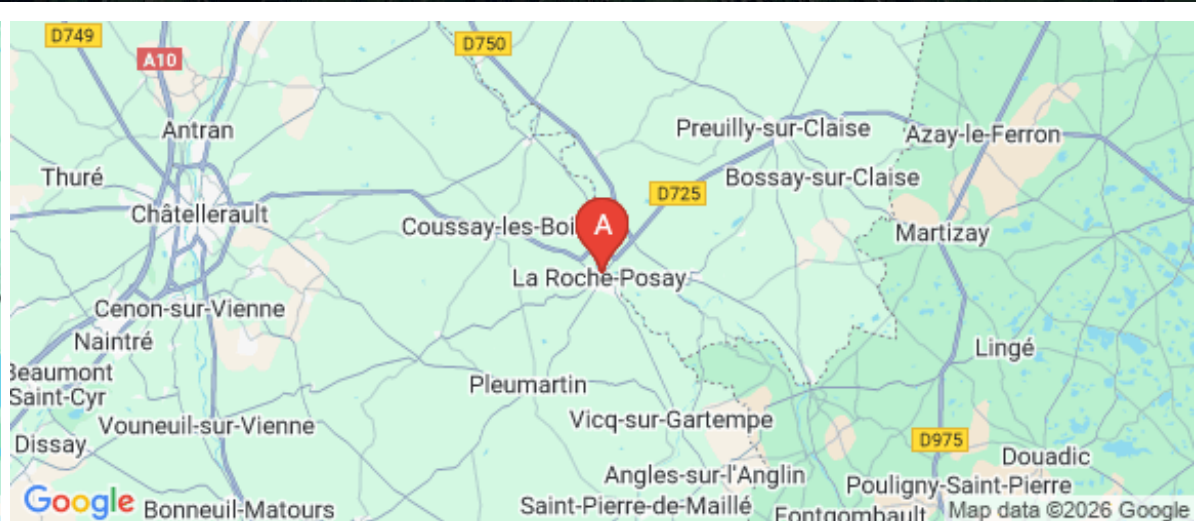 D749
D750
A10
Antran
Preuilly-sur-Claise
Azay-le-Ferron
Thuré
Bossay-sur-Claise
D725
Châtellerault
Coussay-les-Boi
A
Martizay
La Roche-Posay
Cenon-sur-Vienne
Naintré
Lingé
Beaumont
Saint-Cyr
Pleumartin
Vouneuil-sur-Vienne
Vicq-sur-Gartempe
Dissay
D975
Douadic
Angles-sur-l'Anglin
Pouligny-Saint-Pierre
Google
Bonneuil-Matours
Saint-Pierre-de-Maillé
Fontgombault
Map data ©2026 Google